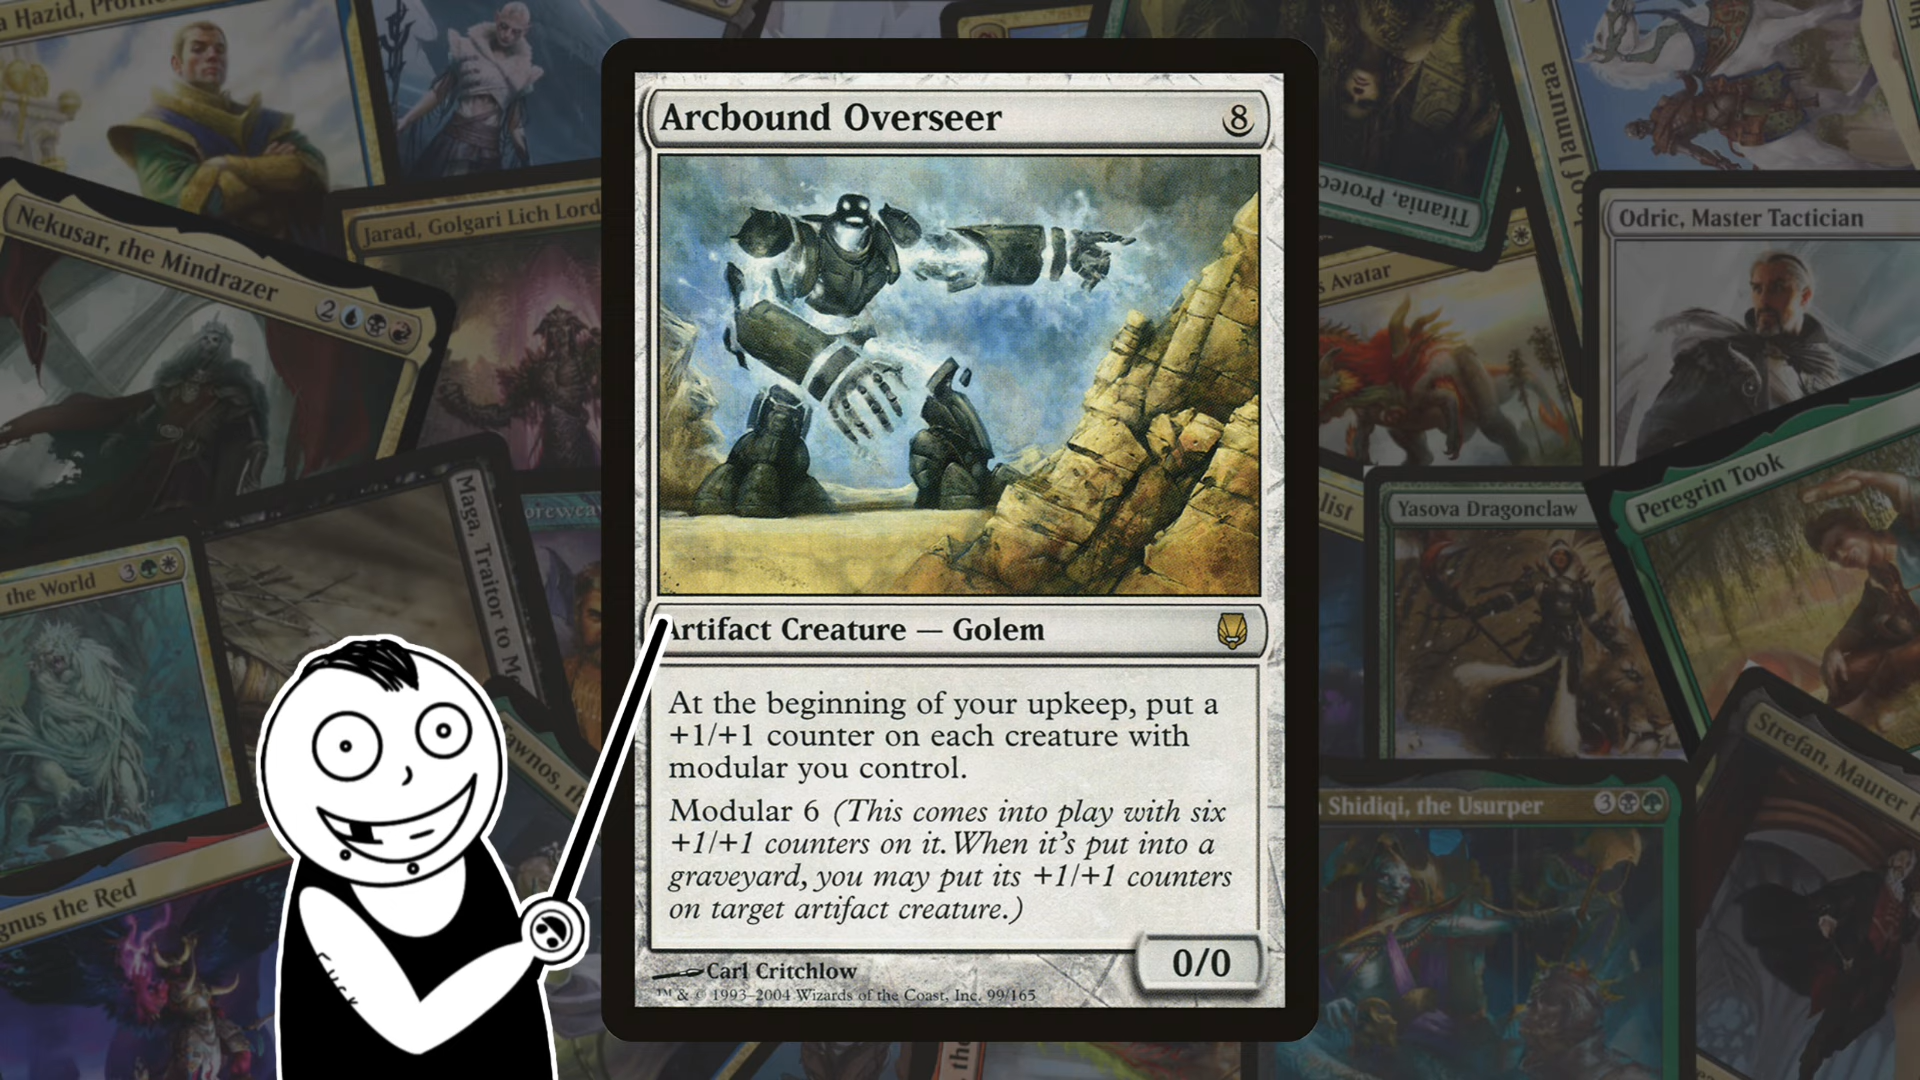 Hazid,
Nekusar, the Mindrazer 2
Jarad, Golgari Lich Lord
Maga, Traitor to
the World 3
the Red
Arcbound Overseer 8
Artifact Creature — Golem
At the beginning of your upkeep, put a
+1/+1 counter on each creature with
modular you control.
Modular 6 (This comes into play with six
+1/+1 counters on it. When it's put into a
graveyard, you may put its +1/+1 counters
on target artifact creature.)
0/0
Carl Critchlow
™ & © 1993–2004 Wizards of the Coast, Inc. 99/165
of Jamuraa
Titania,
Odric, Master Tactician
Avatar
Yasova Dragonclaw
Peregrin Took
Strefan, Maurer
Shidiqi, the Usurper 3
FUCK